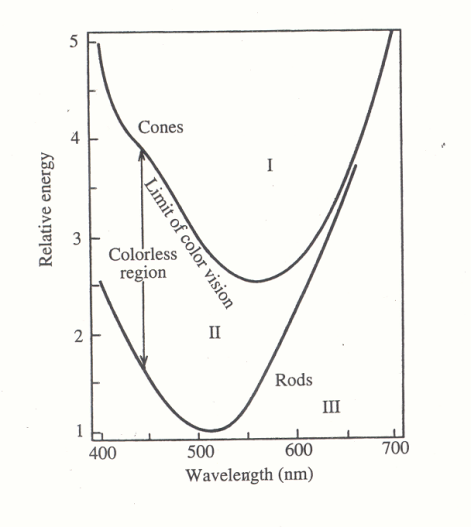 5
Cones
4
I
Limit of color vision
Relative energy
3
Colorless
region
2
II
Rods
III
1
400 500 600 700
Wavelength (nm)